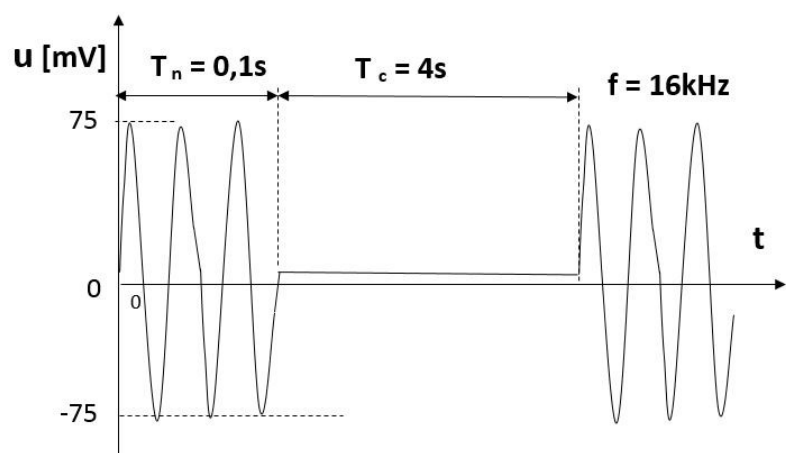 u [mV]
T n = 0,1s
T c = 4s
f = 16kHz
75
t
0
0
-75